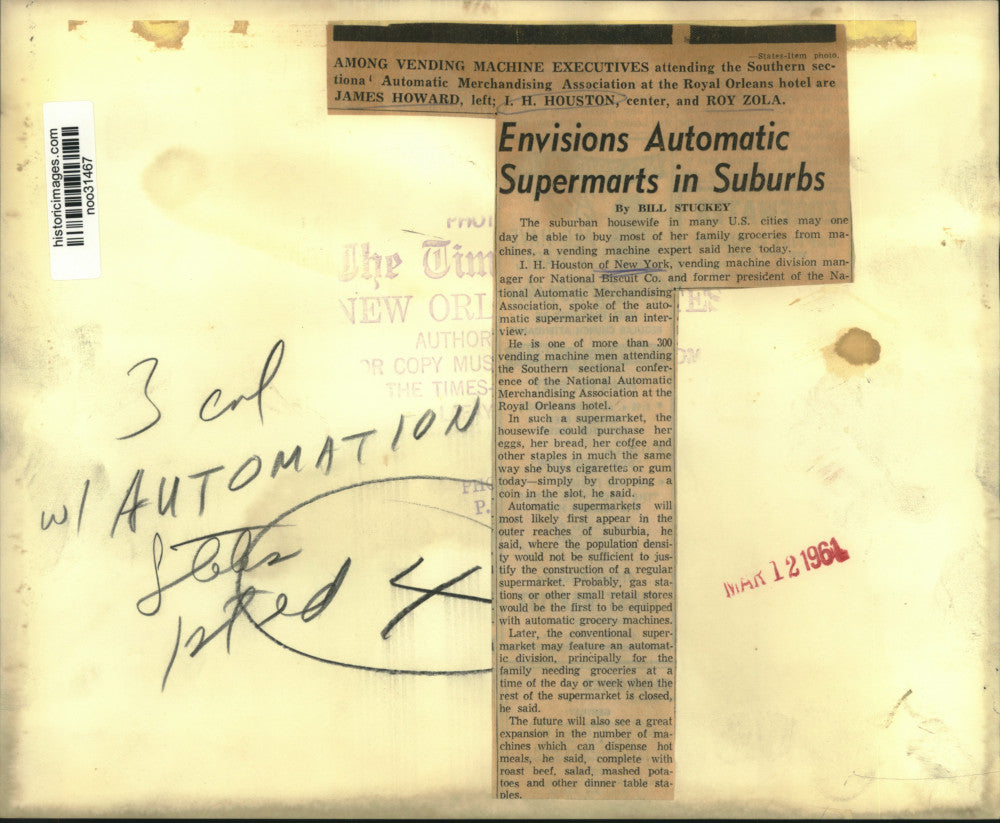 historicimages.com
noo31467
—States-Item photo.
AMONG VENDING MACHINE EXECUTIVES attending the Southern sec-
tiona' Automatic Merchandising Association at the Royal Orleans hotel are
JAMES HOWARD, left; I. H. HOUSTON, center, and ROY ZOLA.
Envisions Automatic
Supermarts in Suburbs
By BILL STUCKEY
The suburban housewife in many U.S. cities may one
day be able to buy most of her family groceries from ma-
chines, a vending machine expert said here today.
I. H. Houston of New York, vending machine division man-
ager for National Biscuit Co. and former president of the Na-
tional Automatic Merchandising
Association, spoke of the auto-
matic supermarket in an inter-
view.
He is one of more than 300
vending machine men attending
the Southern sectional confer-
ence of the National Automatic
Merchandising Association at the
Royal Orleans hotel.
In such a supermarket, the
housewife could purchase her
eggs, her bread, her coffee and
other staples in much the same
way she buys cigarettes or gum
today—simply by dropping a
coin in the slot, he said.
Automatic supermarkets will
most likely first appear in the
outer reaches of suburbia, he
said, where the population densi-
ty would not be sufficient to jus-
tify the construction of a regular
supermarket. Probably, gas sta-
tions or other small retail stores
would be the first to be equipped
with automatic grocery machines.
Later, the conventional super-
market may feature an automat-
ic division, principally for the
family needing groceries at a
time of the day or week when the
rest of the supermarket is closed,
he said.
The future will also see a great
expansion in the number of ma-
chines which can dispense hot
meals, he said, complete with
roast beef, salad, mashed pota-
toes and other dinner table sta-
ples.
The Tim
NEW ORL
AUTHOR
OR COPY MUS
THE TIMES-
3 col
w/ AUTOMATION
4
MAR 12 1961